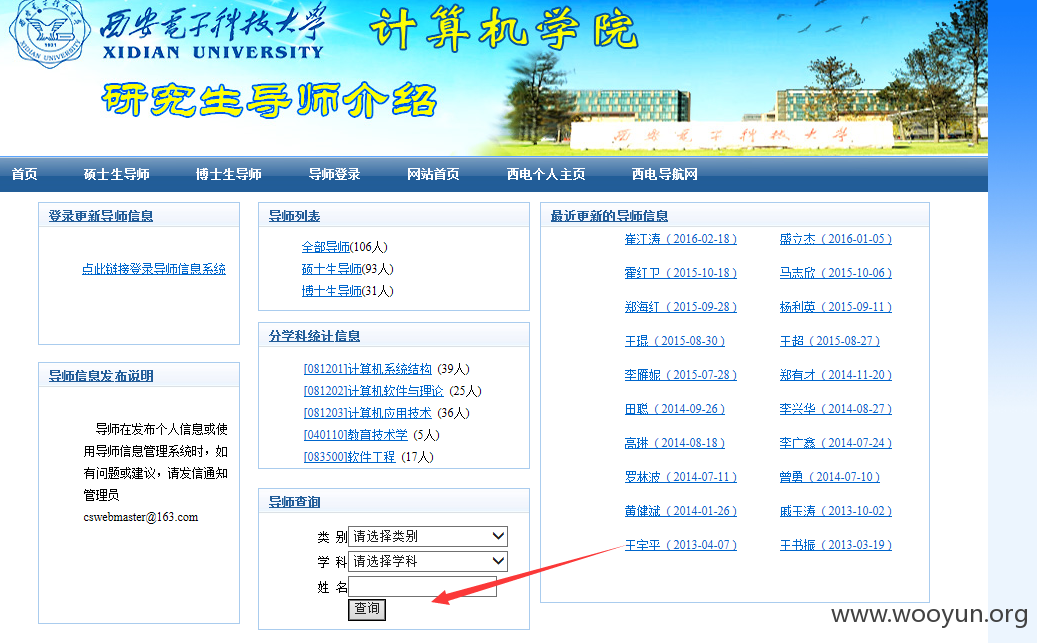 西安电子科技大学
XIDIAN UNIVERSITY
计算机学院
研究生导师介绍
西安电子科技大学
首页 硕士生导师 博士生导师 导师登录 网站首页 西电个人主页 西电导航网
登录更新导师信息
点此链接登录导师信息系统
导师信息发布说明
导师在发布个人信息或使
用导师信息管理系统时，如
有问题或建议，请发信通知
管理员
cswebmaster@163.com
导师列表
全部导师(106人)
硕士生导师(93人)
博士生导师(31人)
分学科统计信息
[081201]计算机系统结构 (39人)
[081202]计算机软件与理论 (25人)
[081203]计算机应用技术 (36人)
[040110]教育技术学 (5人)
[083500]软件工程 (17人)
导师查询
类 别 请选择类别
学 科 请选择学科
姓 名
查询
最近更新的导师信息
崔江涛（2016-02-18） 盛立杰（2016-01-05）
霍红卫（2015-10-18） 马志欣（2015-10-06）
郑海红（2015-09-28） 杨利英（2015-09-11）
王琨（2015-08-30） 王超（2015-08-27）
李雁妮（2015-07-28） 郑有才（2014-11-20）
田聪（2014-09-26） 李兴华（2014-08-27）
高琳（2014-08-18） 李广鑫（2014-07-24）
罗林波（2014-07-11） 曾勇（2014-07-10）
黄健斌（2014-01-26） 戚玉涛（2013-10-02）
王宇平（2013-04-07） 王书振（2013-03-19）
www.wooyun.org